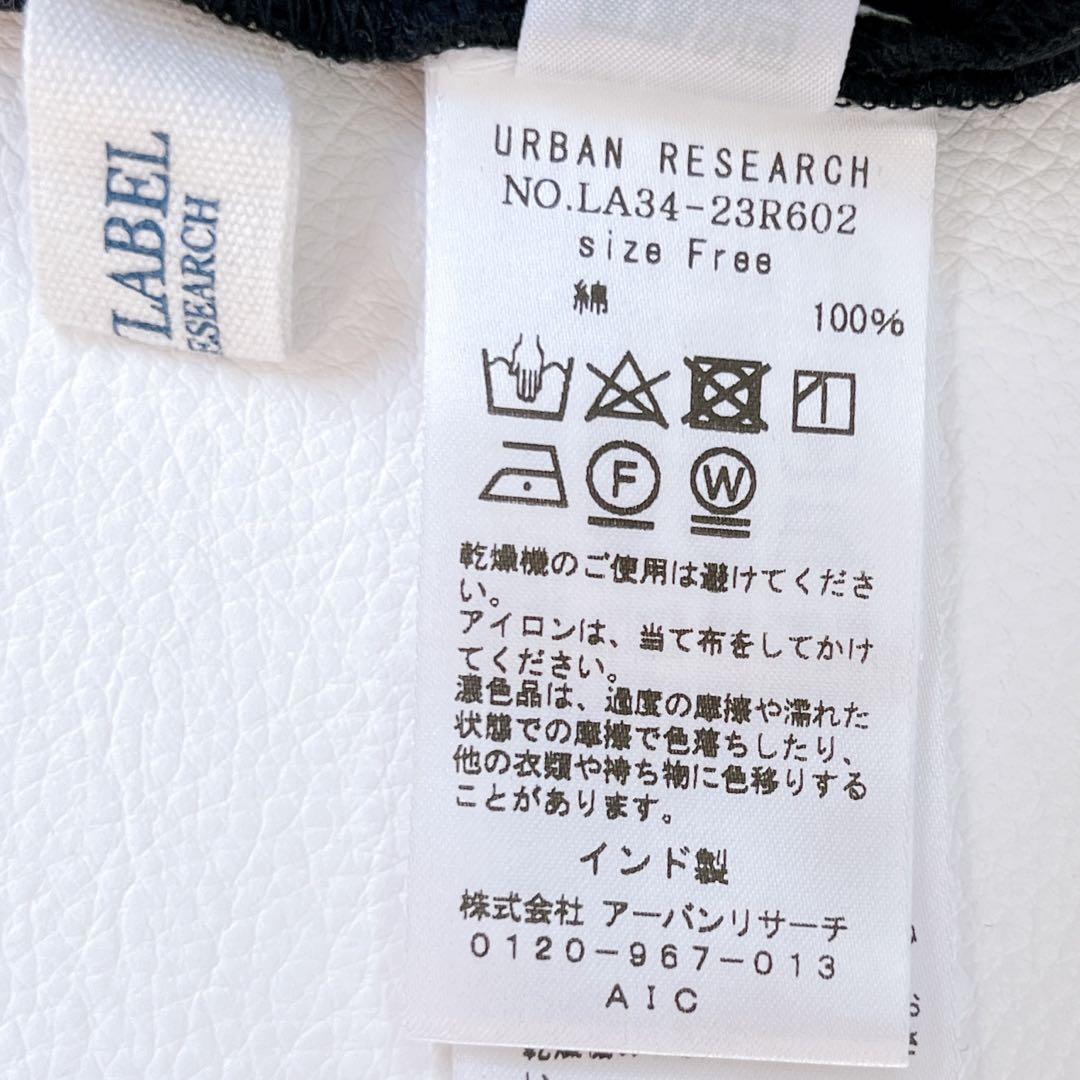 LABEL
RESEARCH
URBAN RESEARCH
NO.LA34-23R602
size Free
綿 100%
F W
乾燥機のご使用は避けてくださ
い。
アイロンは、当て布をしてかけ
てください。
濃色品は、過度の摩擦や濡れた
状態での摩擦で色落ちしたり、
他の衣類や持ち物に色移りする
ことがあります。
インド製
株式会社 アーバンリサーチ
0120-967-013
AIC